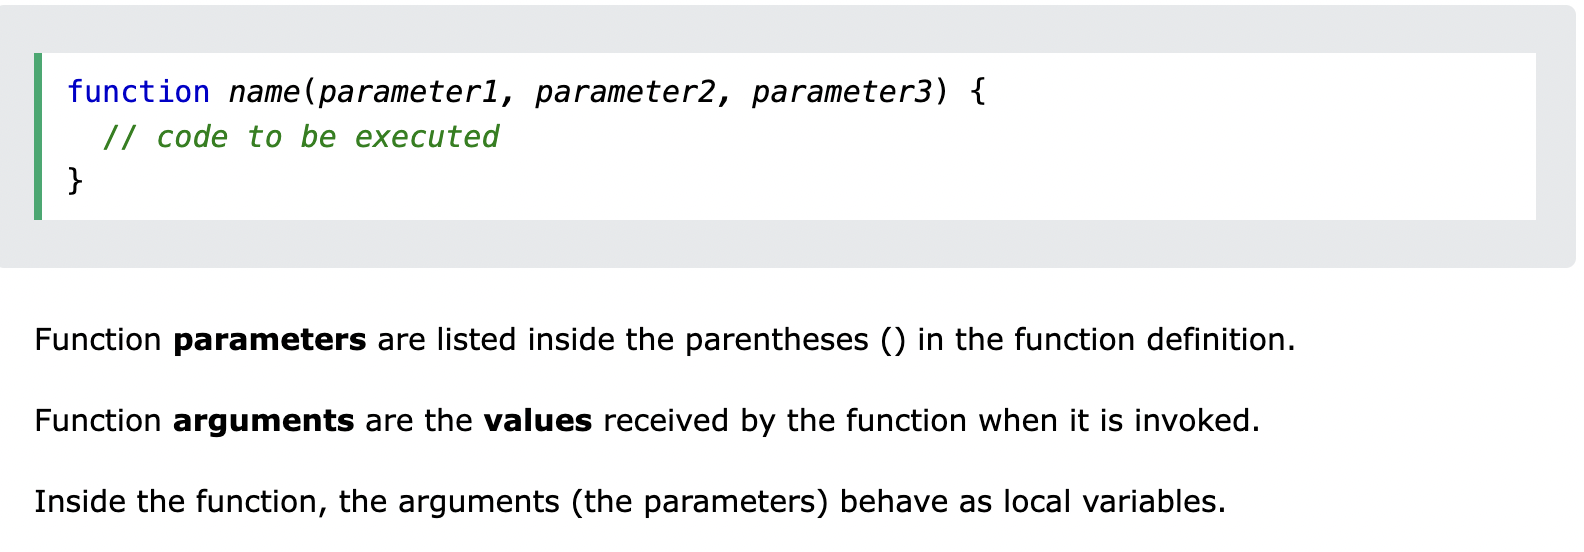 function name(parameter1, parameter2, parameter3) {
  // code to be executed
}
Function parameters are listed inside the parentheses () in the function definition.
Function arguments are the values received by the function when it is invoked.
Inside the function, the arguments (the parameters) behave as local variables.